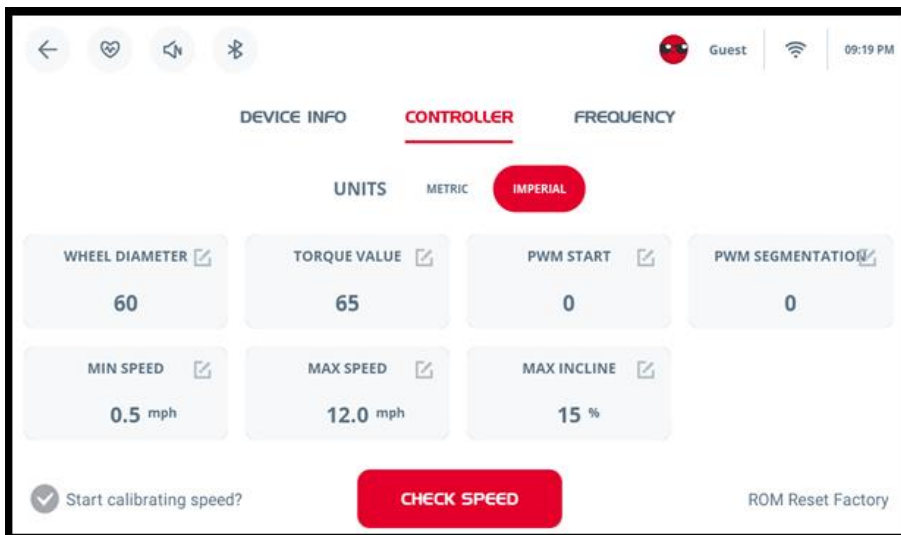 Guest 09:19 PM
DEVICE INFO CONTROLLER FREQUENCY
UNITS METRIC IMPERIAL
WHEEL DIAMETER TORQUE VALUE PWM START PWM SEGMENTATION
60 65 0 0
MIN SPEED MAX SPEED MAX INCLINE
0.5 mph 12.0 mph 15 %
Start calibrating speed? CHECK SPEED ROM Reset Factory